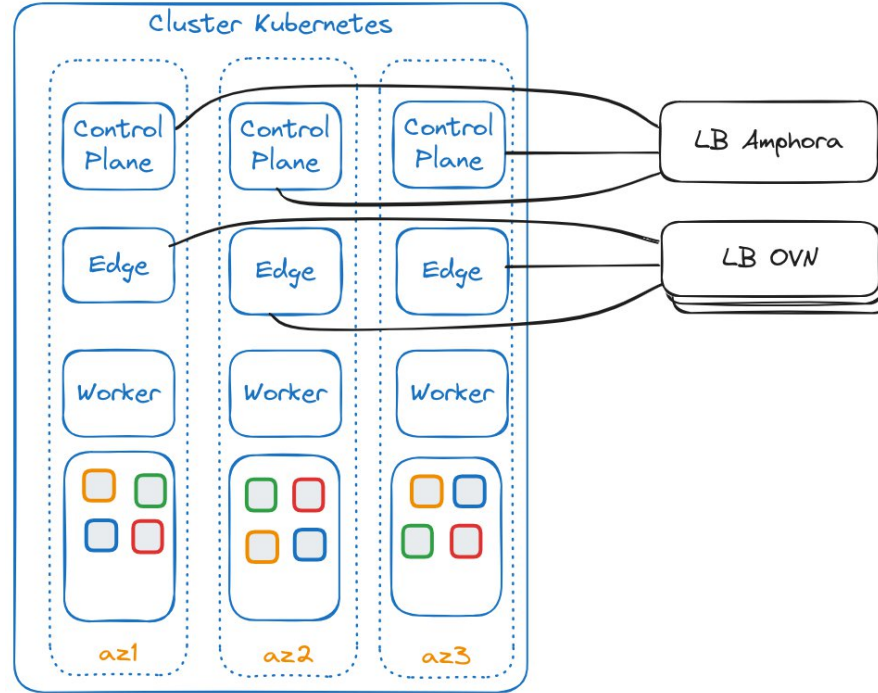 Cluster Kubernetes
Control
Plane
Control
Plane
Control
Plane
LB Amphora
Edge
Edge
Edge
LB OVN
Worker
Worker
Worker
az1
az2
az3